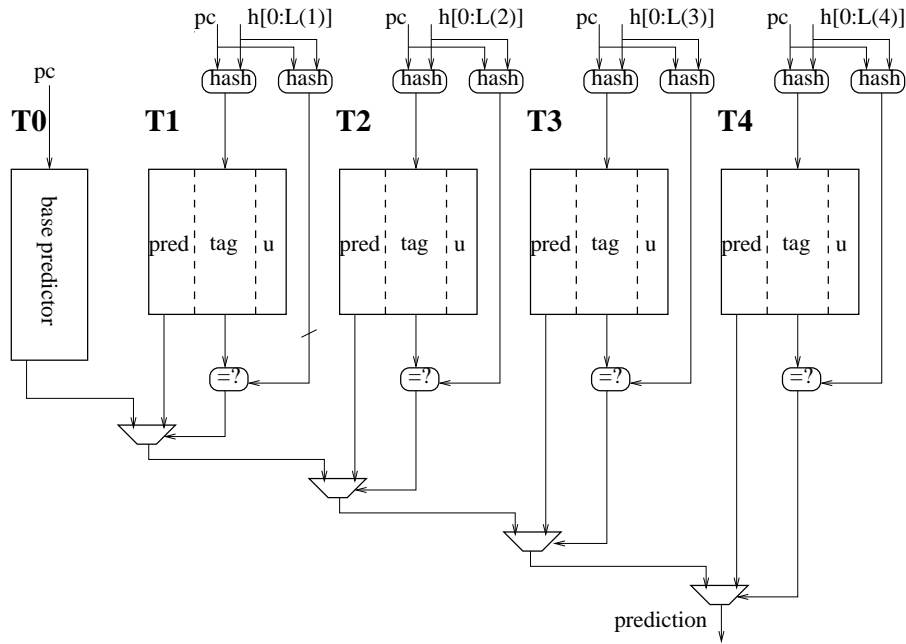 pc h[0:L(1)] pc h[0:L(2)] pc h[0:L(3)] pc h[0:L(4)]
hash hash hash hash hash hash hash hash
pc
T0 T1 T2 T3 T4
base predictor
pred tag u pred tag u pred tag u pred tag u
=? =? =? =?
prediction